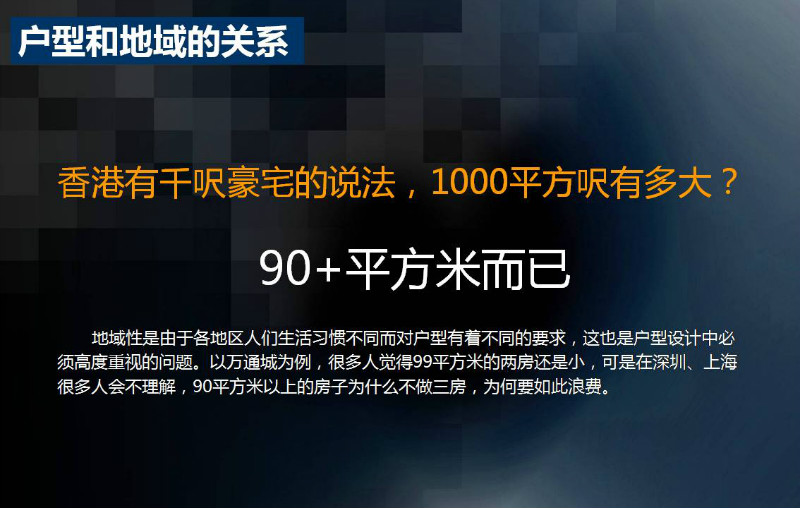 户型和地域的关系
香港有千呎豪宅的说法，1000平方呎有多大？
90+平方米而已
地域性是由于各地区人们生活习惯不同而对户型有着不同的要求，这也是户型设计中必
须高度重视的问题。以万通城为例，很多人觉得99平方米的两房还是小，可是在深圳、上海
很多人会不理解，90平方米以上的房子为什么不做三房，为何要如此浪费。